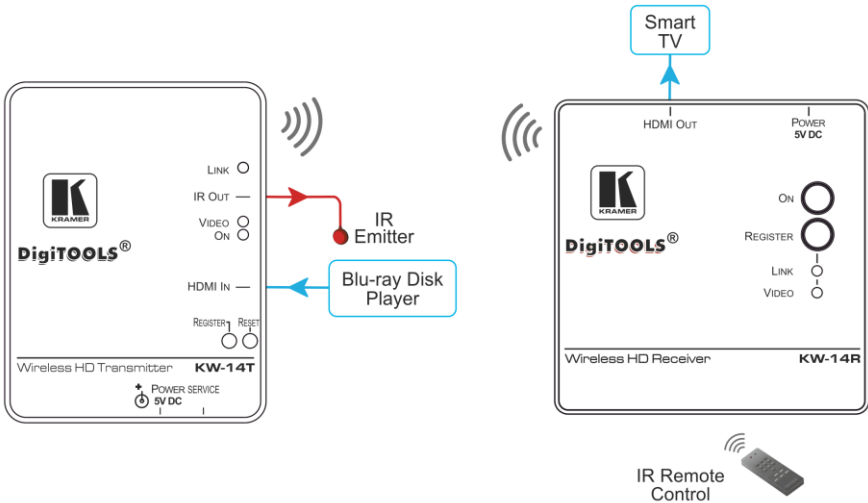 Smart
TV
LINK
IR OUT
VIDEO
ON
HDMI IN
REGISTER
RESET
K
KRAMER
DigiTOOLS®
Wireless HD Transmitter
KW-14T
+
POWER SERVICE
5V DC
IR
Emitter
Blu-ray Disk
Player
HDMI OUT
POWER
5V DC
K
KRAMER
DigiTOOLS®
ON
REGISTER
LINK
VIDEO
Wireless HD Receiver
KW-14R
IR Remote
Control